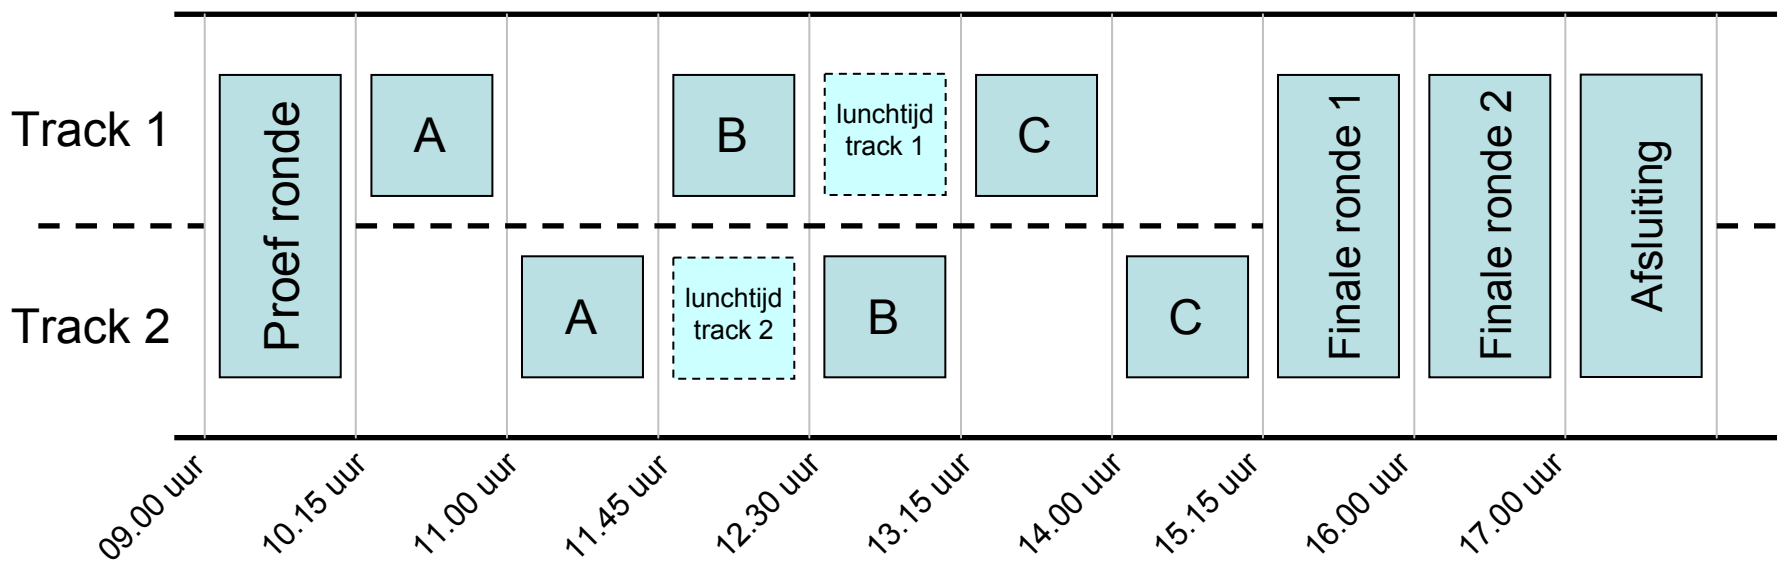 Track 1
Proef ronde
A
B
lunchtijd
track 1
C
Finale ronde 1
Finale ronde 2
Afsluiting
Track 2
A
lunchtijd
track 2
B
C
09.00 uur
10.15 uur
11.00 uur
11.45 uur
12.30 uur
13.15 uur
14.00 uur
15.15 uur
16.00 uur
17.00 uur